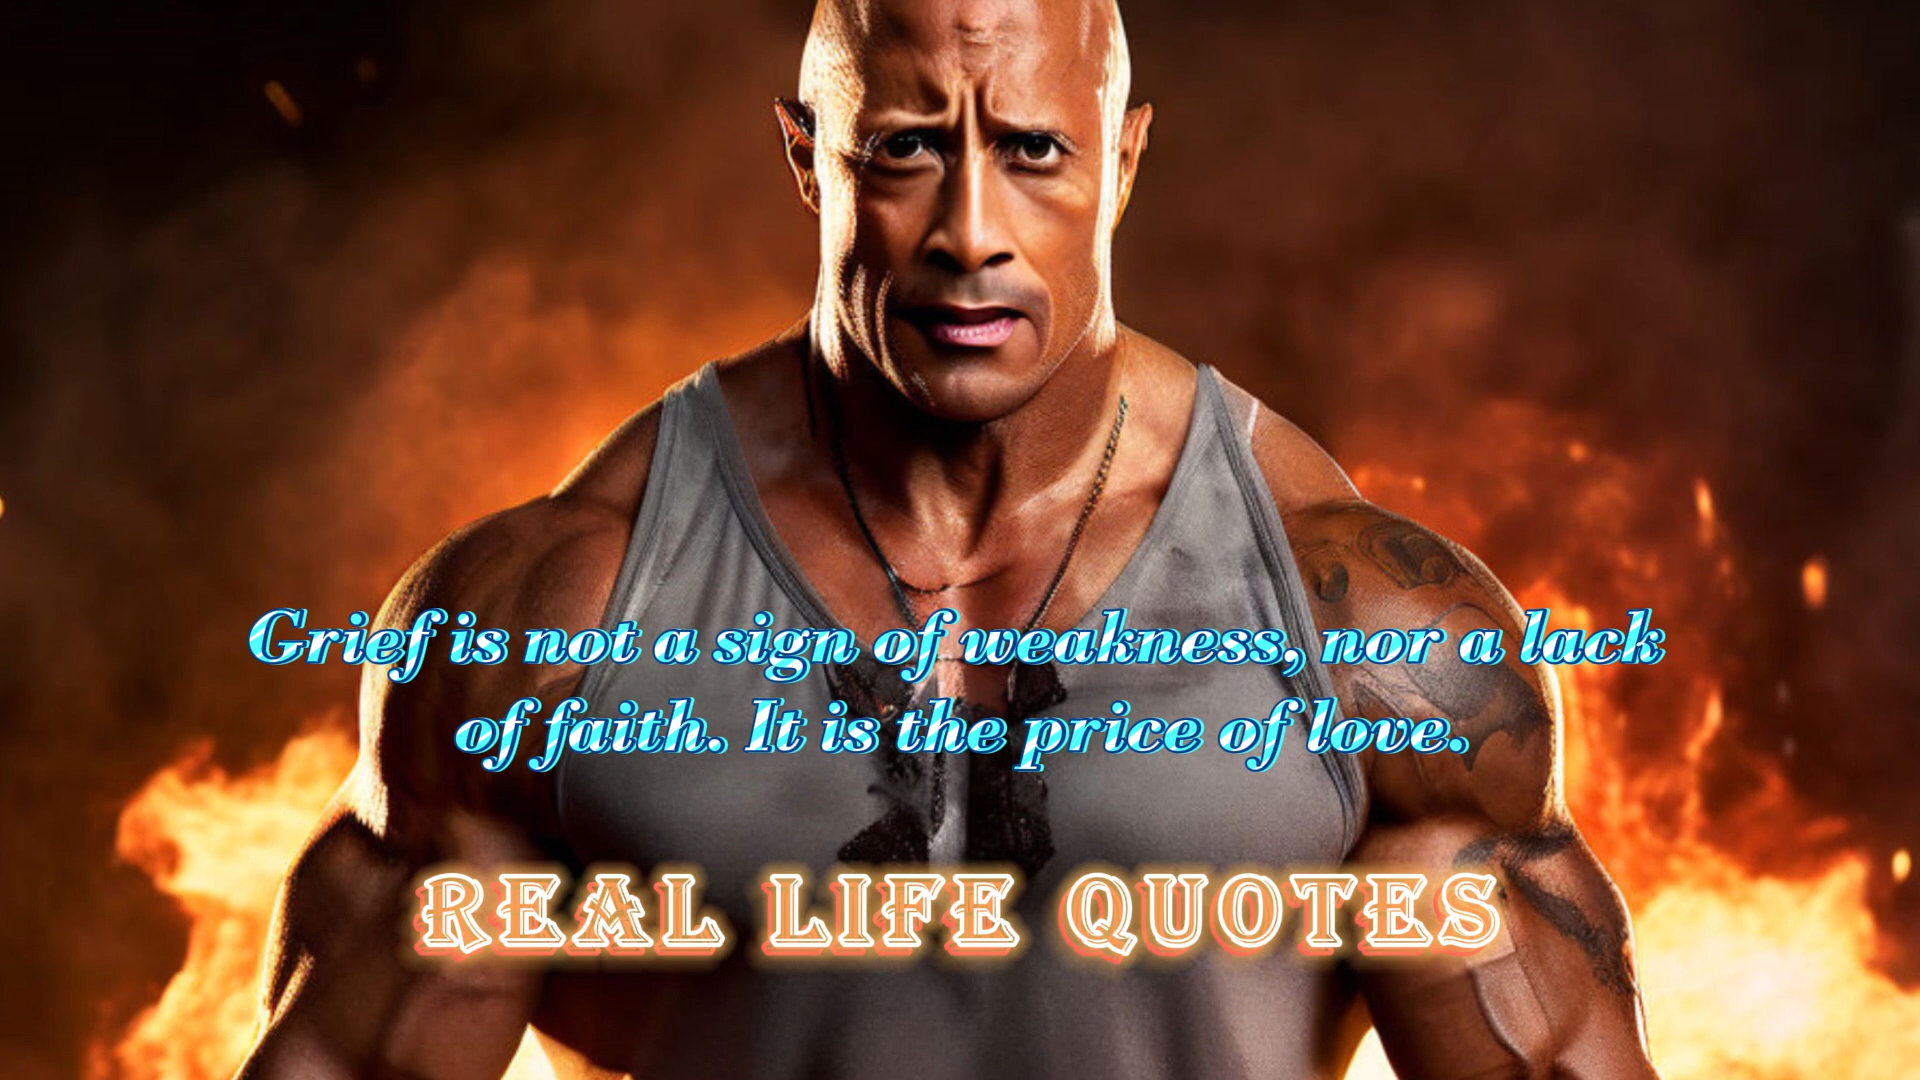 Grief is not a sign of weakness, nor a lack
of faith. It is the price of love.
REAL LIFE QUOTES